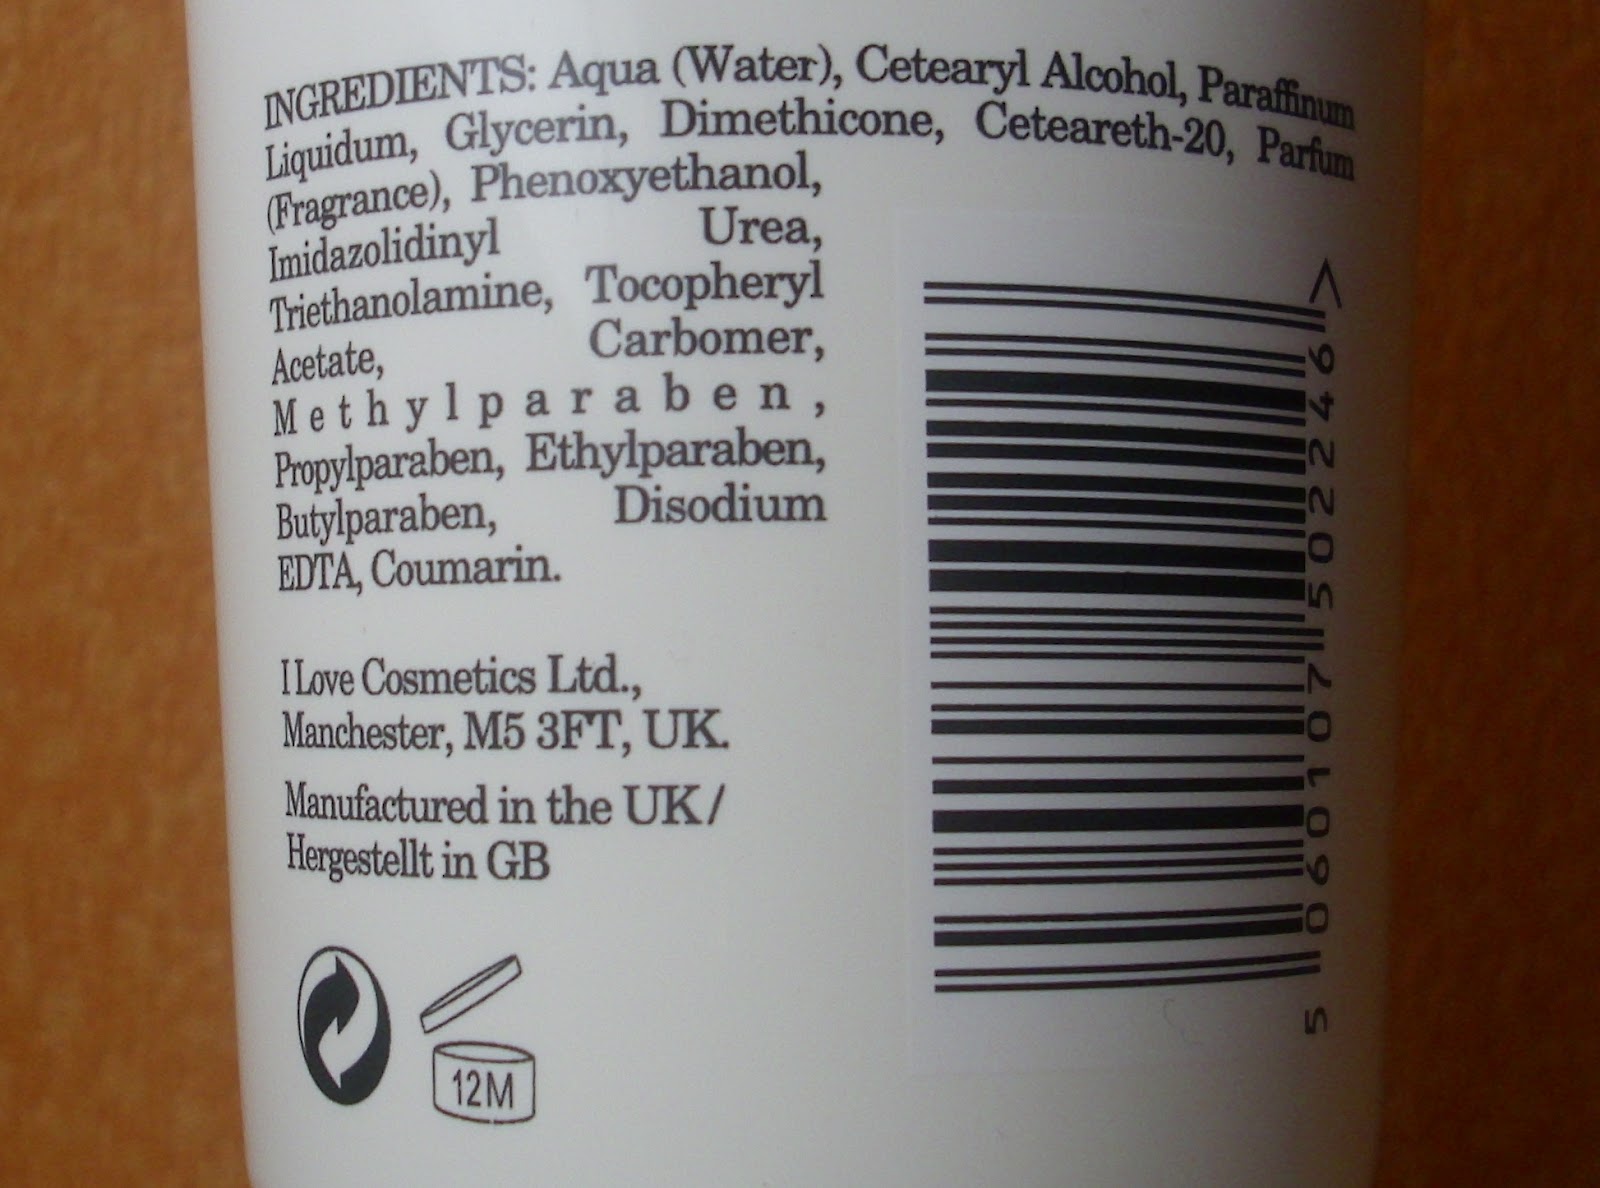 INGREDIENTS: Aqua (Water), Cetearyl Alcohol, Paraffinum
Liquidum, Glycerin, Dimethicone, Ceteareth-20, Parfum
(Fragrance), Phenoxyethanol,
Imidazolidinyl Urea,
Triethanolamine, Tocopheryl
Acetate, Carbomer,
Methylparaben,
Propylparaben, Ethylparaben,
Butylparaben, Disodium
EDTA, Coumarin.
I Love Cosmetics Ltd.,
Manchester, M5 3FT, UK.
Manufactured in the UK/
Hergestellt in GB
12M
5 060107 502246 >